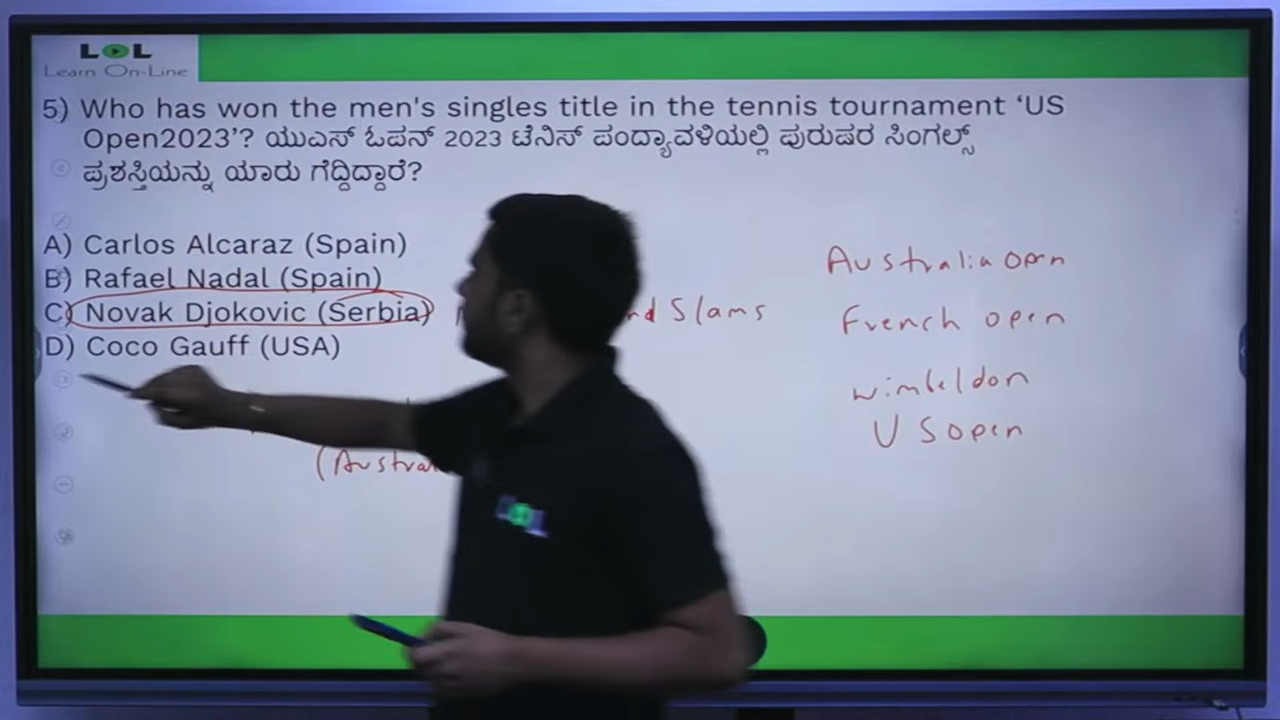 LOL
Learn On-Line
5) Who has won the men's singles title in the tennis tournament ‘US
Open2023’? ಯುಎಸ್ ಓಪನ್ 2023 ಟೆನಿಸ್ ಪಂದ್ಯಾವಳಿಯಲ್ಲಿ ಪುರುಷರ ಸಿಂಗಲ್ಸ್
ಪ್ರಶಸ್ತಿಯನ್ನು ಯಾರು ಗೆದ್ದಿದ್ದಾರೆ?
A) Carlos Alcaraz (Spain)
B) Rafael Nadal (Spain)
C) Novak Djokovic (Serbia)
D) Coco Gauff (USA)
Slams
Australia Open
French open
wimbeldon
US open
LOL